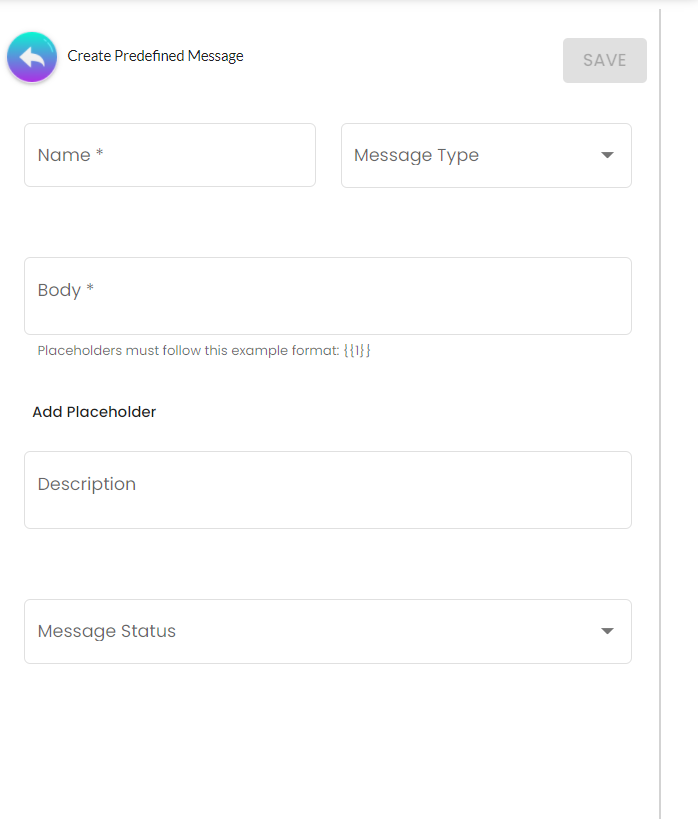 Create Predefined Message
SAVE
Name *
Message Type
Body *
Placeholders must follow this example format: {{1}}
Add Placeholder
Description
Message Status